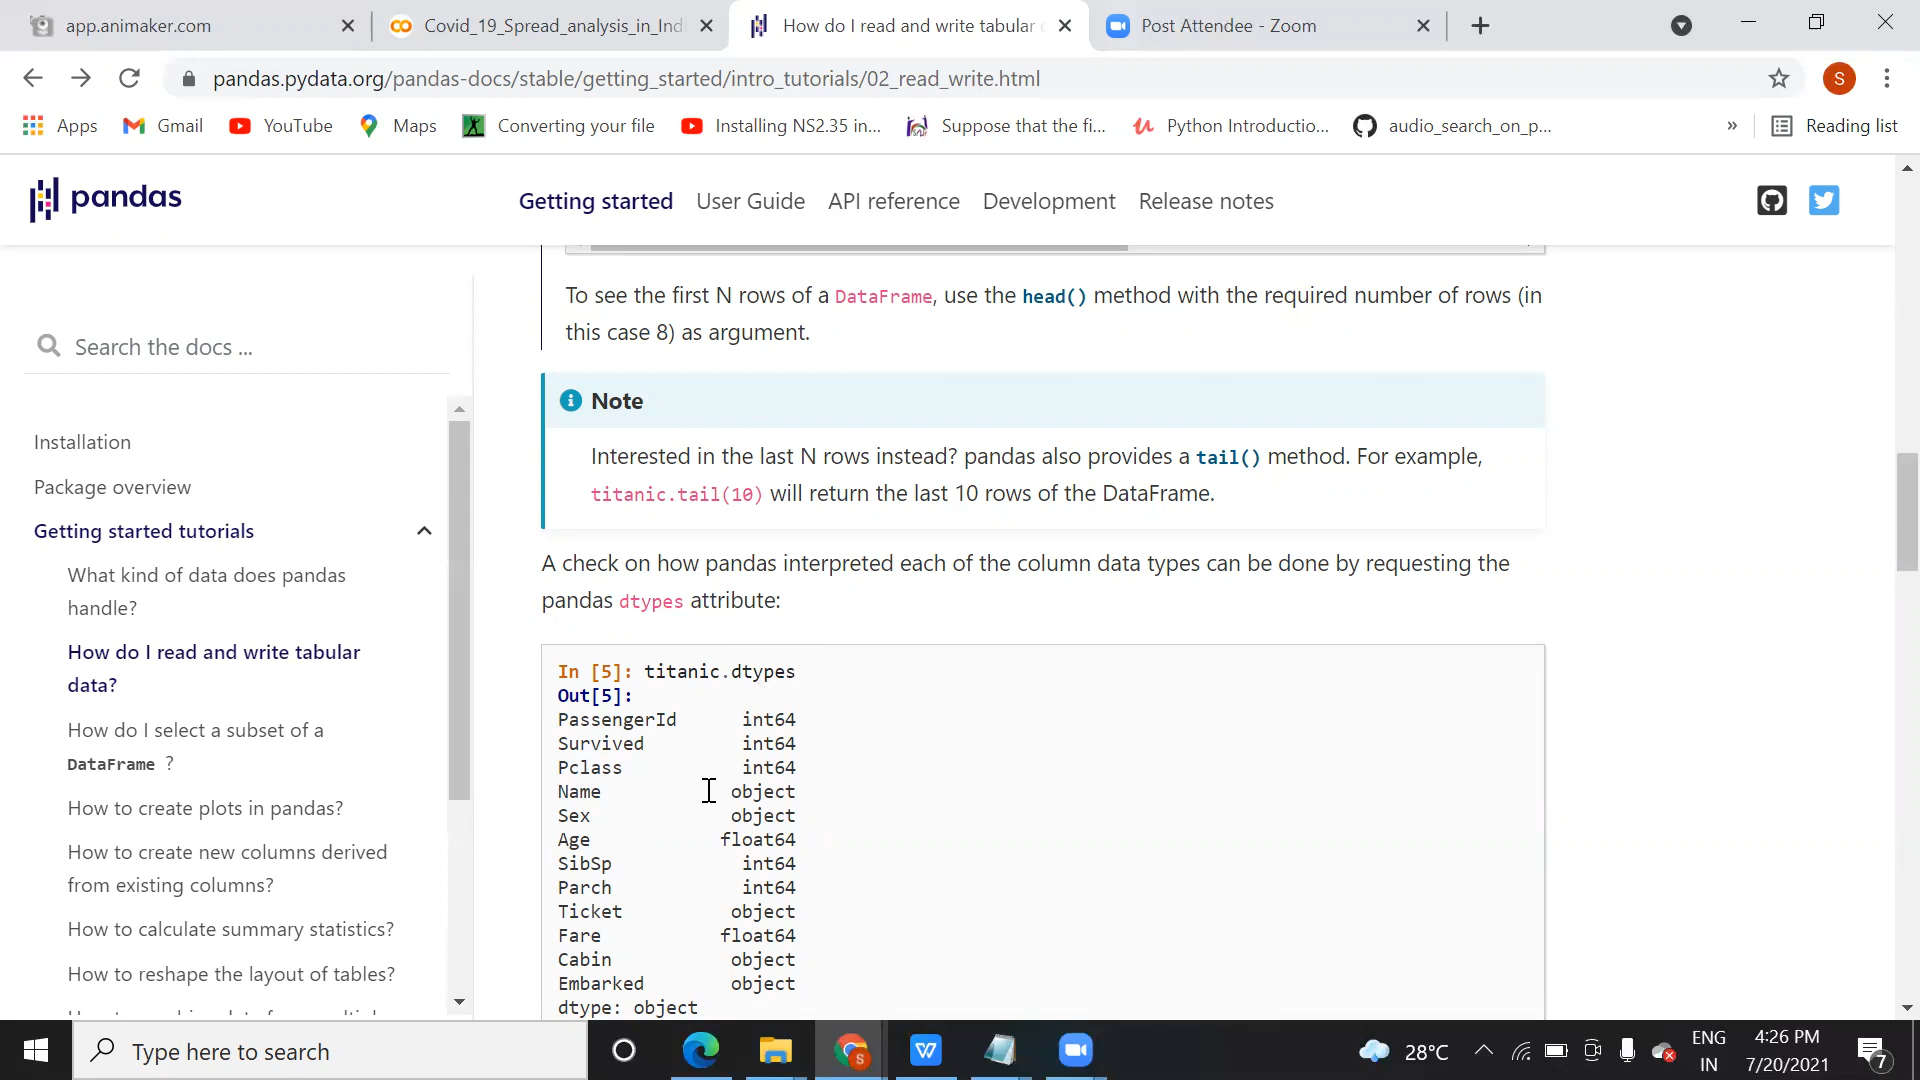 app.animaker.com
Covid_19_Spread_analysis_in_Indi
How do I read and write tabular
Post Attendee - Zoom
pandas.pydata.org/pandas-docs/stable/getting_started/intro_tutorials/02_read_write.html
S
Apps
Gmail
YouTube
Maps
Converting your file
Installing NS2.35 in...
Suppose that the fi...
Python Introductio...
audio_search_on_p...
»
Reading list
pandas
Getting started
User Guide
API reference
Development
Release notes
Search the docs ...
Installation
Package overview
Getting started tutorials
What kind of data does pandas
handle?
How do I read and write tabular
data?
How do I select a subset of a
DataFrame ?
How to create plots in pandas?
How to create new columns derived
from existing columns?
How to calculate summary statistics?
How to reshape the layout of tables?
To see the first N rows of a DataFrame, use the head() method with the required number of rows (in
this case 8) as argument.
Note
Interested in the last N rows instead? pandas also provides a tail() method. For example,
titanic.tail(10) will return the last 10 rows of the DataFrame.
A check on how pandas interpreted each of the column data types can be done by requesting the
pandas dtypes attribute:
In [5]: titanic.dtypes
Out[5]:
PassengerId int64
Survived int64
Pclass int64
Name object
Sex object
Age float64
SibSp int64
Parch int64
Ticket object
Fare float64
Cabin object
Embarked object
dtype: object
Type here to search
S
W
28°C
ENG
IN
4:26 PM
7/20/2021
7